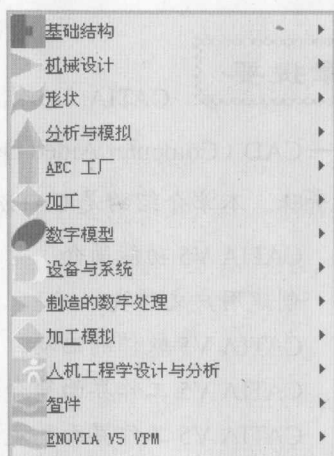 基础结构
机械设计
形状
分析与模拟
AEC 工厂
加工
数字模型
设备与系统
制造的数字处理
加工模拟
人机工程学设计与分析
智件
ENOVIA V5 VPM